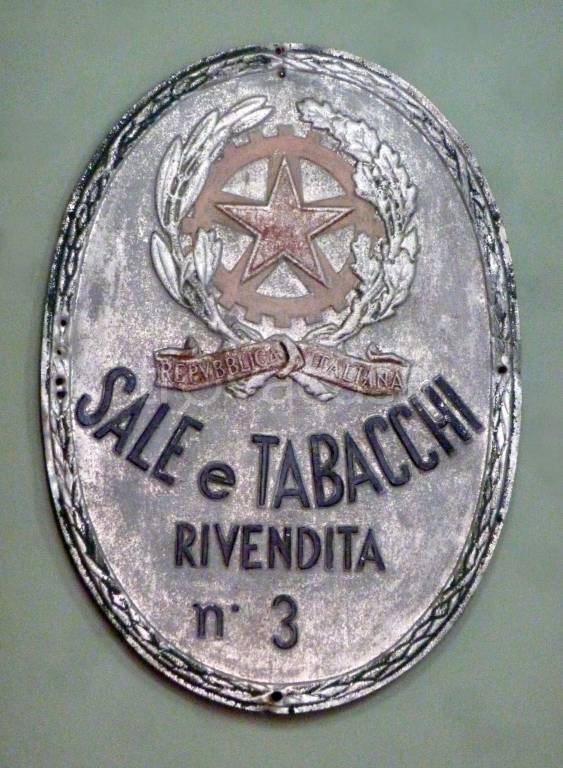 REPVBBLICA ITALIANA
SALE e TABACCHI
RIVENDITA
n. 3